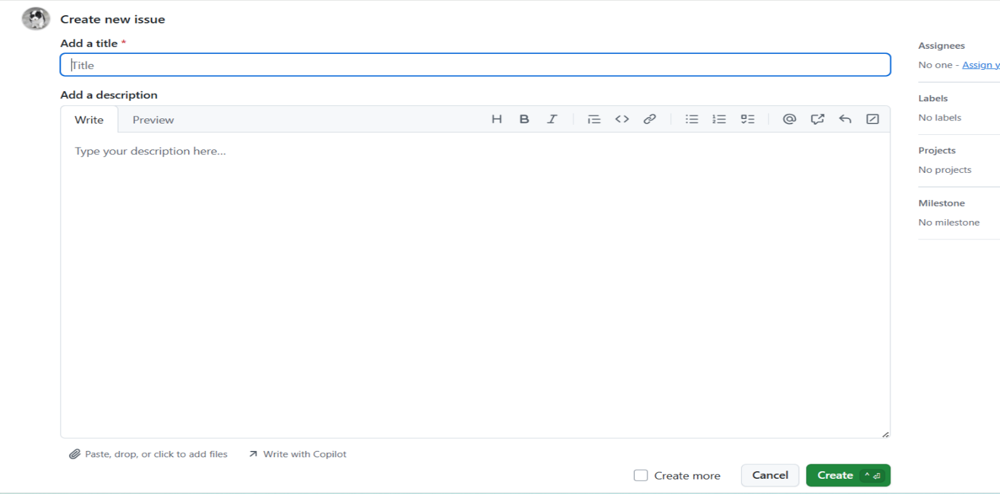 Create new issue
Add a title *
Title
Add a description
Write Preview
Type your description here...
Paste, drop, or click to add files Write with Copilot
Create more Cancel Create
Assignees
No one - Assign
Labels
No labels
Projects
No projects
Milestone
No milestone